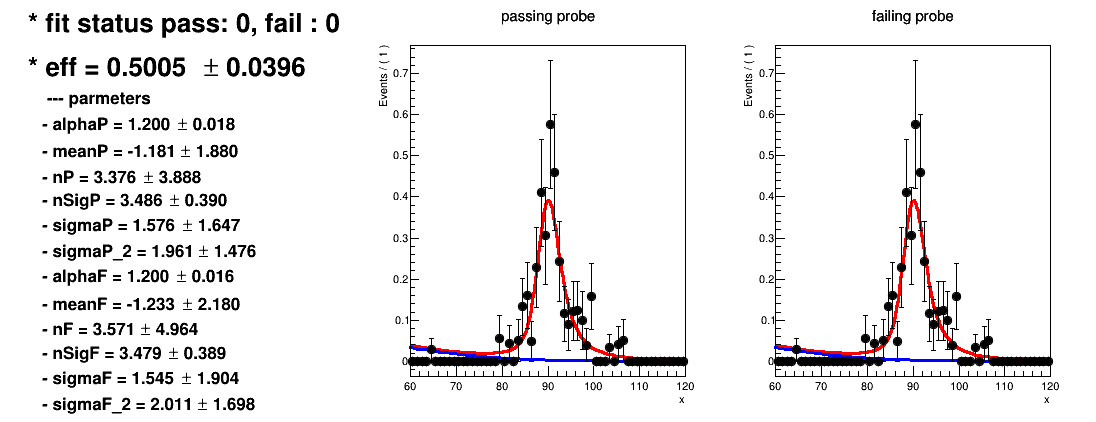 * fit status pass: 0, fail : 0
* eff = 0.5005 ± 0.0396
--- parmeters
- alphaP = 1.200 ± 0.018
- meanP = -1.181 ± 1.880
- nP = 3.376 ± 3.888
- nSigP = 3.486 ± 0.390
- sigmaP = 1.576 ± 1.647
- sigmaP_2 = 1.961 ± 1.476
- alphaF = 1.200 ± 0.016
- meanF = -1.233 ± 2.180
- nF = 3.571 ± 4.964
- nSigF = 3.479 ± 0.389
- sigmaF = 1.545 ± 1.904
- sigmaF_2 = 2.011 ± 1.698
passing probe
Events / ( 1 )
0.7
0.6
0.5
0.4
0.3
0.2
0.1
0
60 70 80 90 100 110 120
x
failing probe
Events / ( 1 )
0.7
0.6
0.5
0.4
0.3
0.2
0.1
0
60 70 80 90 100 110 120
x